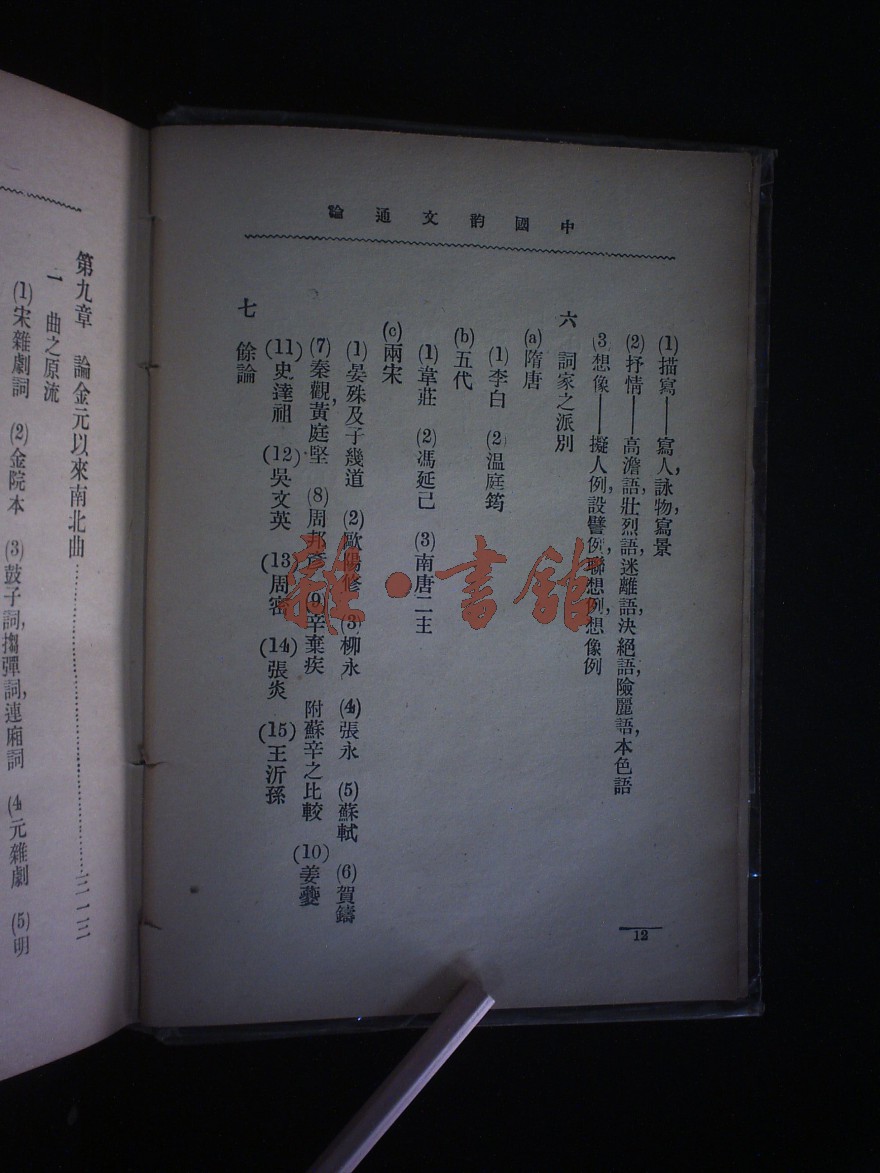 中國韵文通論
(1)描寫——寫人,詠物,寫景
(2)抒情——高澹語,壯烈語,迷離語,決絕語,險麗語,本色語
(3)想像——擬人例,設譬例,聯想例,想像例
六 詞家之派別
(a)隋唐
(1)李白 (2)温庭筠
(b)五代
(1)韋莊 (2)馮延己 (3)南唐二主
(c)兩宋
(1)晏殊及子幾道 (2)歐陽修 (3)柳永 (4)張永 (5)蘇軾 (6)賀鑄
(7)秦觀,黃庭堅 (8)周邦彥 (9)辛棄疾 附蘇辛之比較 (10)姜夔
(11)史達祖 (12)吳文英 (13)周密 (14)張炎 (15)王沂孫
七 餘論
12
第九章 論金元以來南北曲…………三一三
一 曲之原流
(1)宋雜劇詞 (2)金院本 (3)鼓子詞,搊彈詞,連廂詞 (4)元雜劇 (5)明
雜·書館